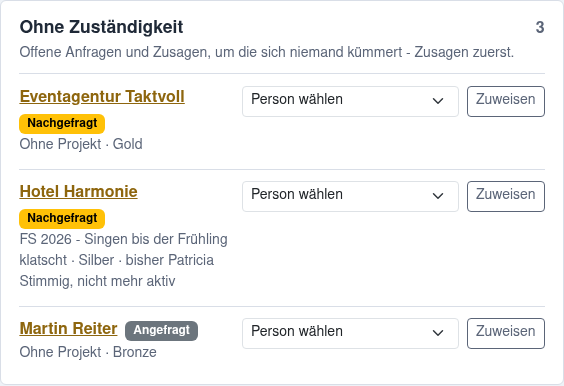 Ohne Zuständigkeit 3
Offene Anfragen und Zusagen, um die sich niemand kümmert - Zusagen zuerst.
Eventagentur Taktvoll Person wählen Zuweisen
Nachgefragt
Ohne Projekt · Gold
Hotel Harmonie Person wählen Zuweisen
Nachgefragt
FS 2026 - Singen bis der Frühling
klatscht · Silber · bisher Patricia
Stimmig, nicht mehr aktiv
Martin Reiter Angefragt Person wählen Zuweisen
Ohne Projekt · Bronze